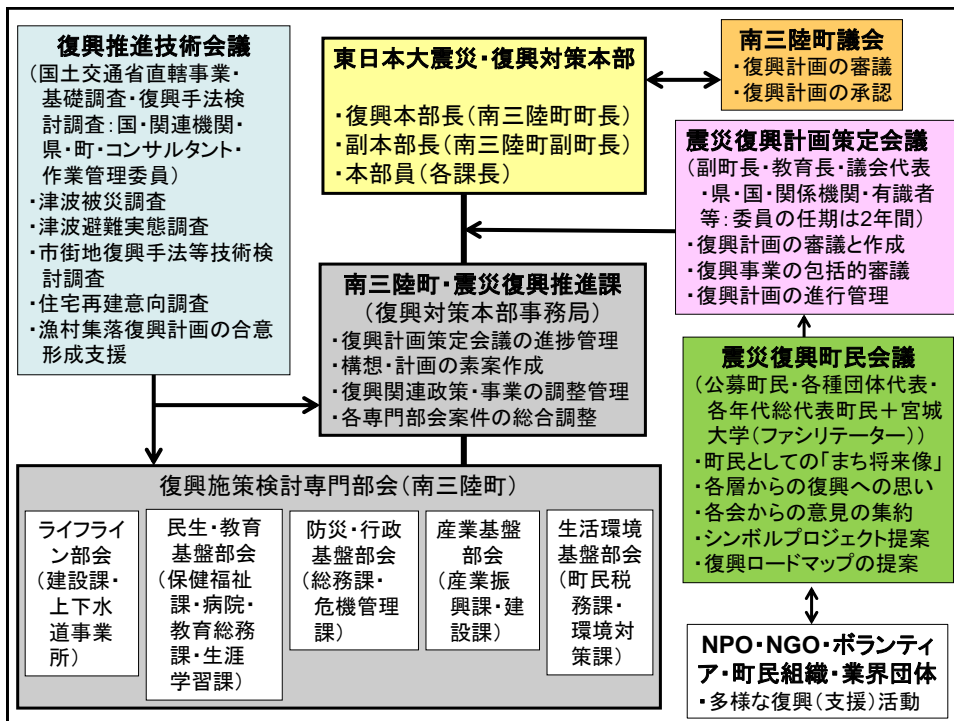 復興推進技術会議
(国土交通省直轄事業・
基礎調査・復興手法検
討調査:国・関連機関・
県・町・コンサルタント・
作業管理委員)
・津波被災調査
・津波避難実態調査
・市街地復興手法等技術検
討調査
・住宅再建意向調査
・漁村集落復興計画の合意
形成支援
東日本大震災・復興対策本部
・復興本部長(南三陸町町長)
・副本部長(南三陸町副町長)
・本部員(各課長)
南三陸町議会
・復興計画の審議
・復興計画の承認
震災復興計画策定会議
(副町長・教育長・議会代表
・県・国・関係機関・有識者
等:委員の任期は2年間)
・復興計画の審議と作成
・復興事業の包括的審議
・復興計画の進行管理
南三陸町・震災復興推進課
(復興対策本部事務局)
・復興計画策定会議の進捗管理
・構想・計画の素案作成
・復興関連政策・事業の調整管理
・各専門部会案件の総合調整
震災復興町民会議
(公募町民・各種団体代表・
各年代総代表町民+宮城
大学(ファシリテーター))
・町民としての「まち将来像」
・各層からの復興への思い
・各会からの意見の集約
・シンボルプロジェクト提案
・復興ロードマップの提案
復興施策検討専門部会(南三陸町)
ライフライ
ン部会
(建設課・
上下水
道事業
所)
民生・教育
基盤部会
(保健福祉
課・病院・
教育総務
課・生涯
学習課)
防災・行政
基盤部会
(総務課・
危機管理
課)
産業基盤
部会
(産業振
興課・建
設課)
生活環境
基盤部会
(町民税
務課・
環境対
策課)
NPO・NGO・ボランティ
ア・町民組織・業界団体
・多様な復興(支援)活動